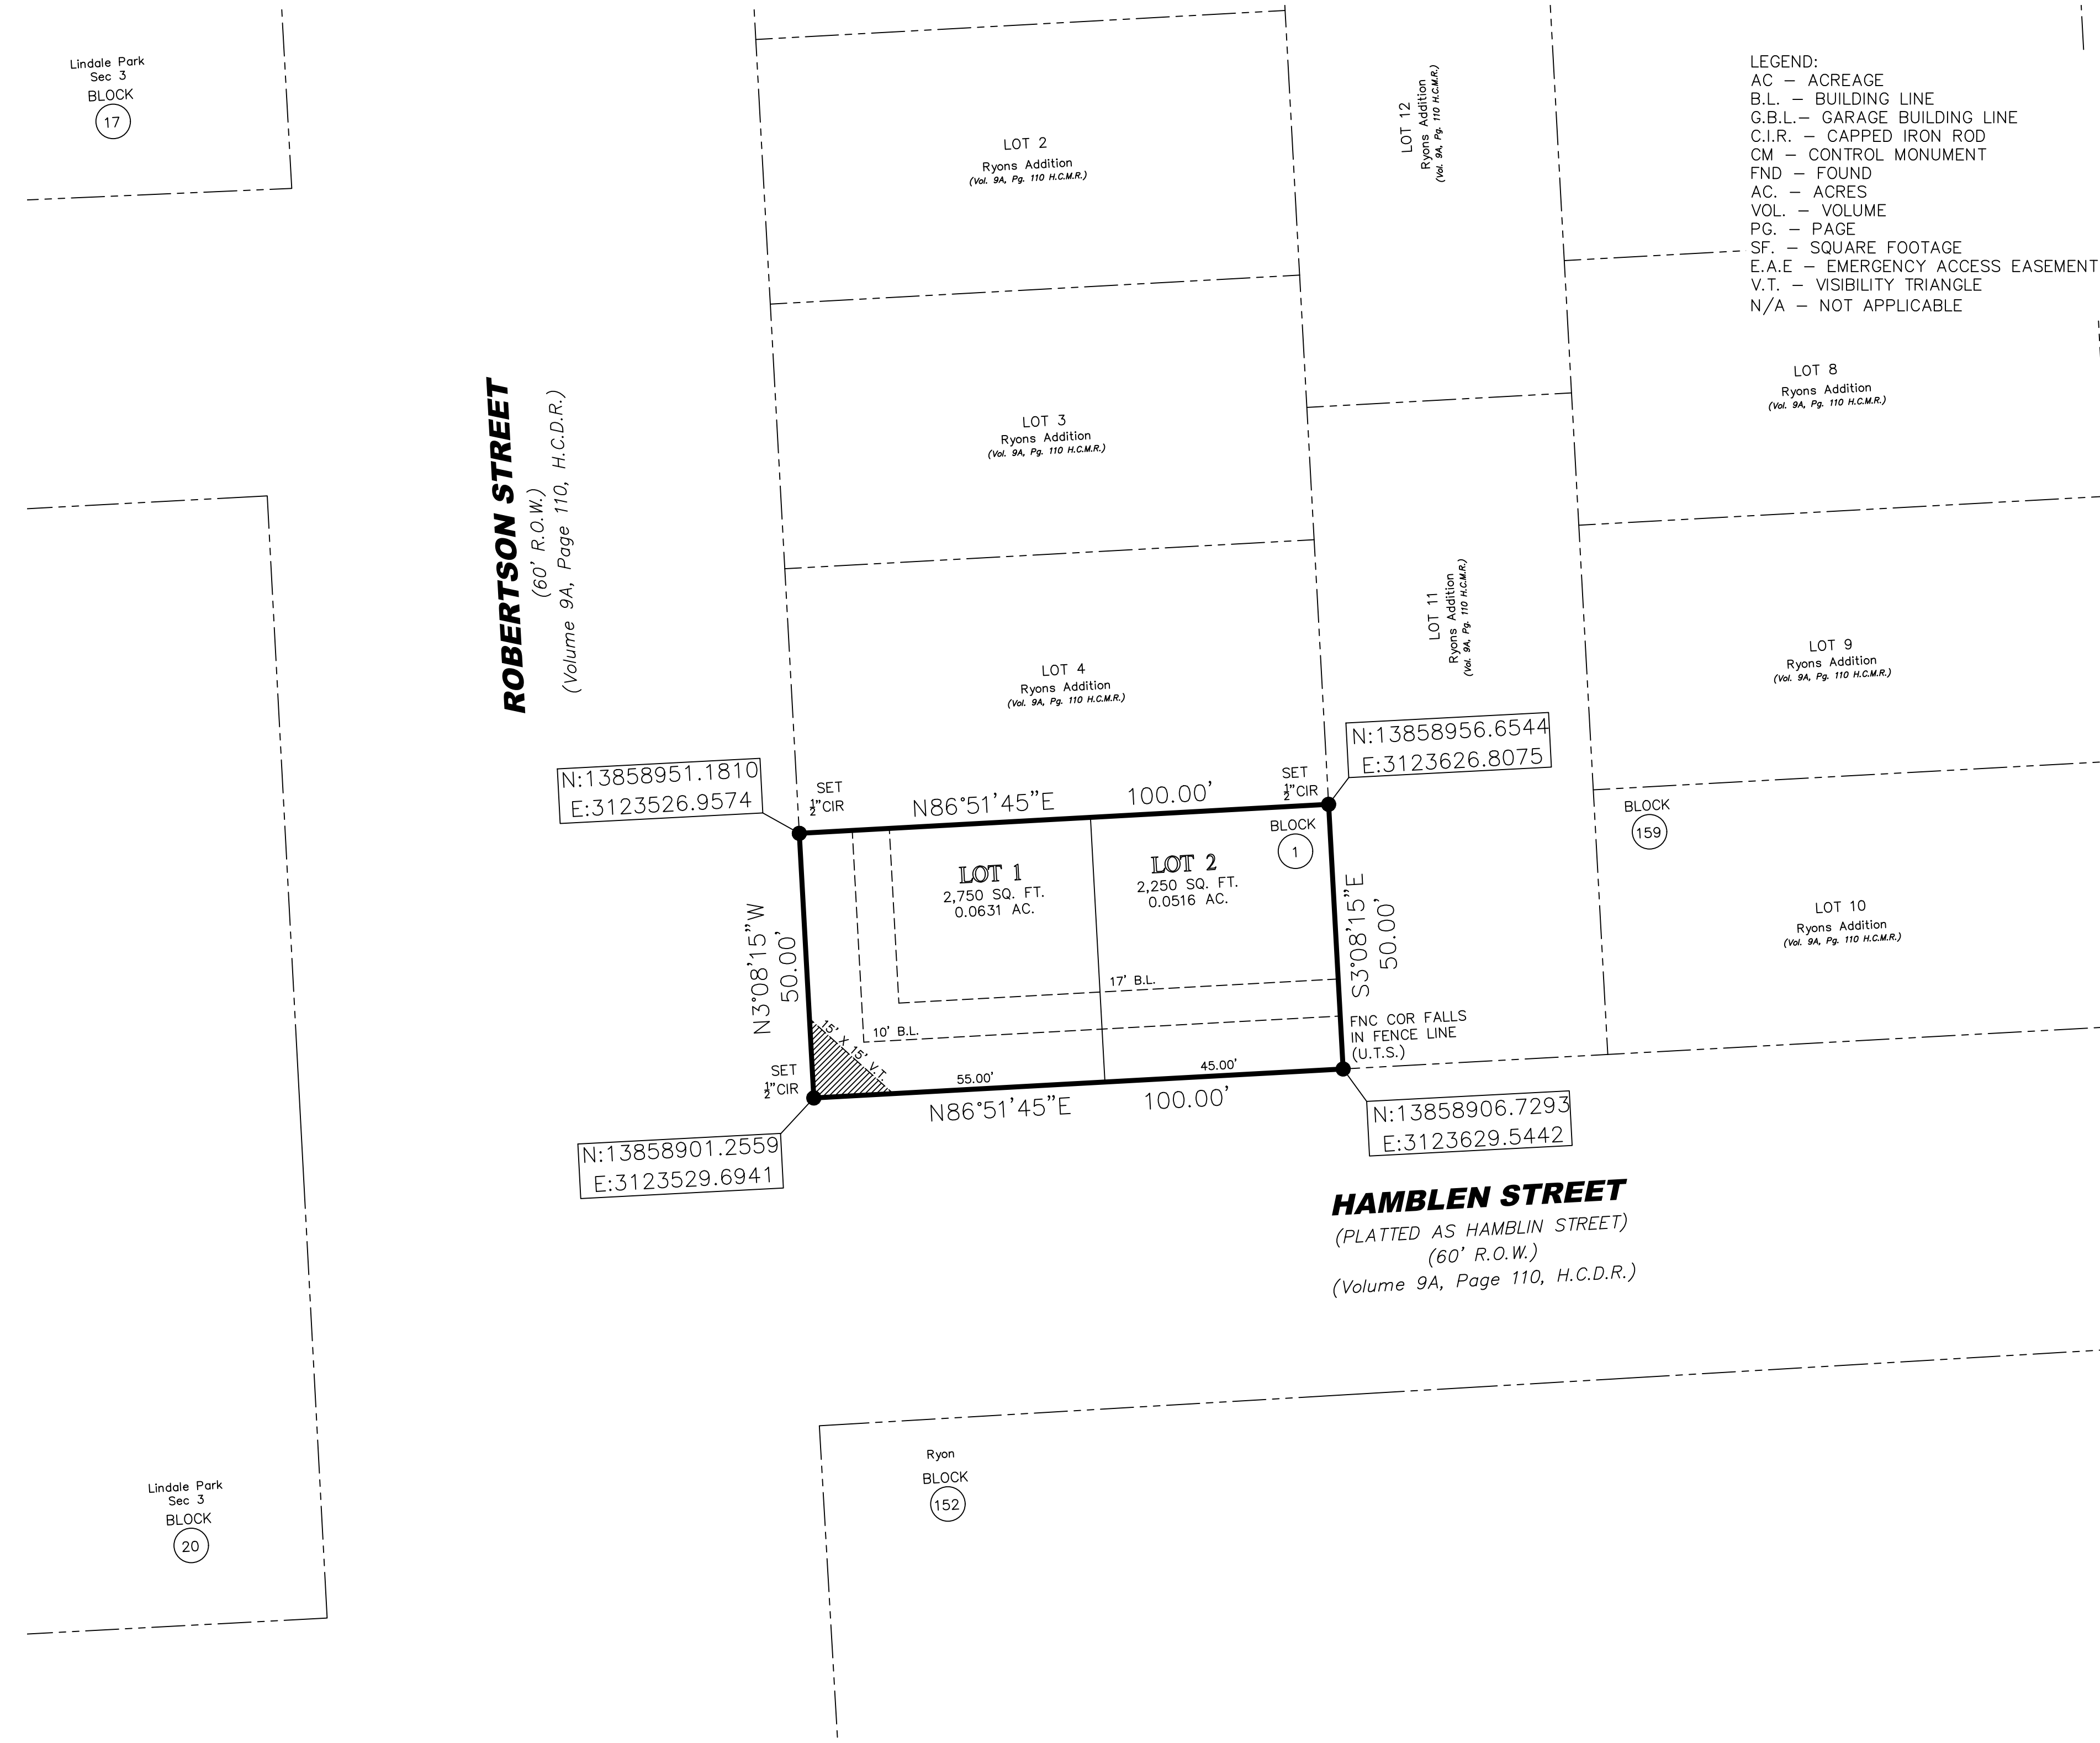 Lindale Park
Sec 3
BLOCK
17
LOT 2
Ryons Addition
(Vol. 9A, Pg. 110 H.C.M.R.)
LOT 12
Ryons Addition
(Vol. 9A, Pg. 110 H.C.M.R.)
LEGEND:
AC – ACREAGE
B.L. – BUILDING LINE
G.B.L.– GARAGE BUILDING LINE
C.I.R. – CAPPED IRON ROD
CM – CONTROL MONUMENT
FND – FOUND
AC. – ACRES
VOL. – VOLUME
PG. – PAGE
SF. – SQUARE FOOTAGE
E.A.E – EMERGENCY ACCESS EASEMENT
V.T. – VISIBILITY TRIANGLE
N/A – NOT APPLICABLE
LOT 8
Ryons Addition
(Vol. 9A, Pg. 110 H.C.M.R.)
ROBERTSON STREET
(60' R.O.W.)
(Volume 9A, Page 110, H.C.D.R.)
LOT 3
Ryons Addition
(Vol. 9A, Pg. 110 H.C.M.R.)
LOT 11
Ryons Addition
(Vol. 9A, Pg. 110 H.C.M.R.)
LOT 9
Ryons Addition
(Vol. 9A, Pg. 110 H.C.M.R.)
LOT 4
Ryons Addition
(Vol. 9A, Pg. 110 H.C.M.R.)
N:13858951.1810
E:3123526.9574
N:13858956.6544
E:3123626.8075
SET
½"CIR
N86°51'45"E 100.00'
SET
½"CIR
BLOCK
1
BLOCK
159
LOT 1
2,750 SQ. FT.
0.0631 AC.
LOT 2
2,250 SQ. FT.
0.0516 AC.
N3°08'15"W
50.00'
S3°08'15"E
50.00'
LOT 10
Ryons Addition
(Vol. 9A, Pg. 110 H.C.M.R.)
17' B.L.
10' B.L.
15' X 15' V.T.
FNC COR FALLS
IN FENCE LINE
(U.T.S.)
SET
½"CIR
55.00'
45.00'
N86°51'45"E 100.00'
N:13858901.2559
E:3123529.6941
N:13858906.7293
E:3123629.5442
HAMBLEN STREET
(PLATTED AS HAMBLIN STREET)
(60' R.O.W.)
(Volume 9A, Page 110, H.C.D.R.)
Ryon
BLOCK
152
Lindale Park
Sec 3
BLOCK
20